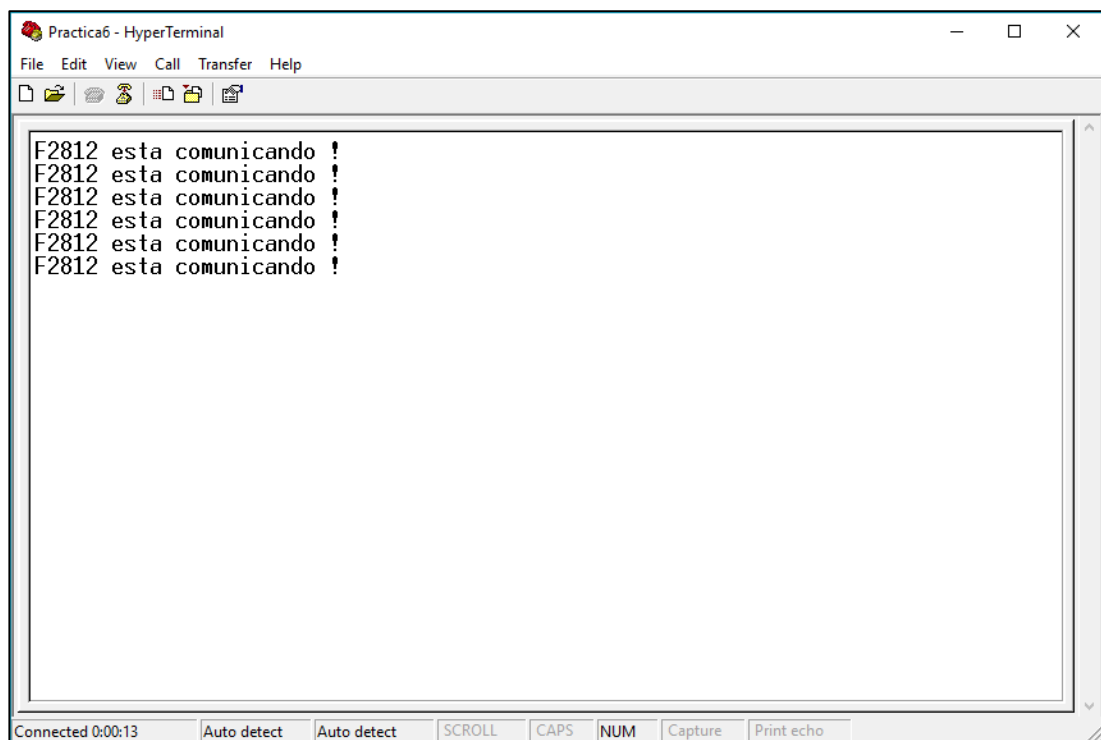 Practica6 - HyperTerminal
File Edit View Call Transfer Help
F2812 esta comunicando !
F2812 esta comunicando !
F2812 esta comunicando !
F2812 esta comunicando !
F2812 esta comunicando !
F2812 esta comunicando !
Connected 0:00:13 Auto detect Auto detect SCROLL CAPS NUM Capture Print echo